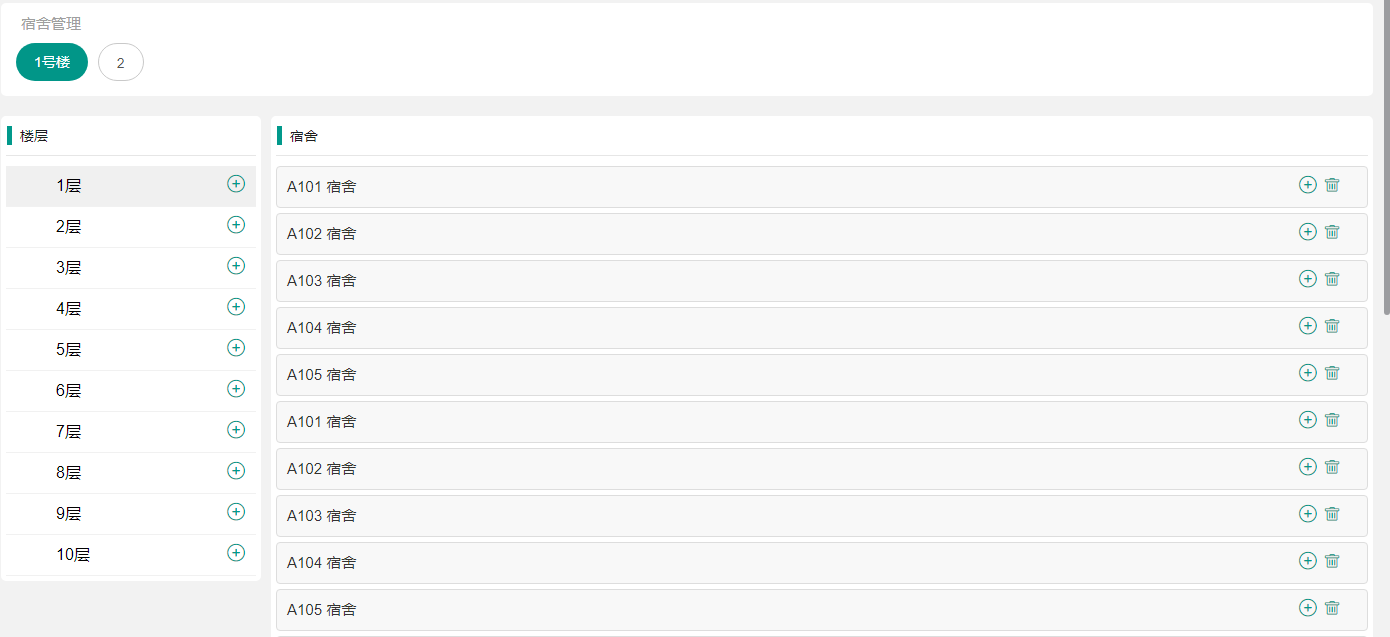 宿舍管理
1号楼
2
楼层
1层
2层
3层
4层
5层
6层
7层
8层
9层
10层
宿舍
A101 宿舍
A102 宿舍
A103 宿舍
A104 宿舍
A105 宿舍
A101 宿舍
A102 宿舍
A103 宿舍
A104 宿舍
A105 宿舍